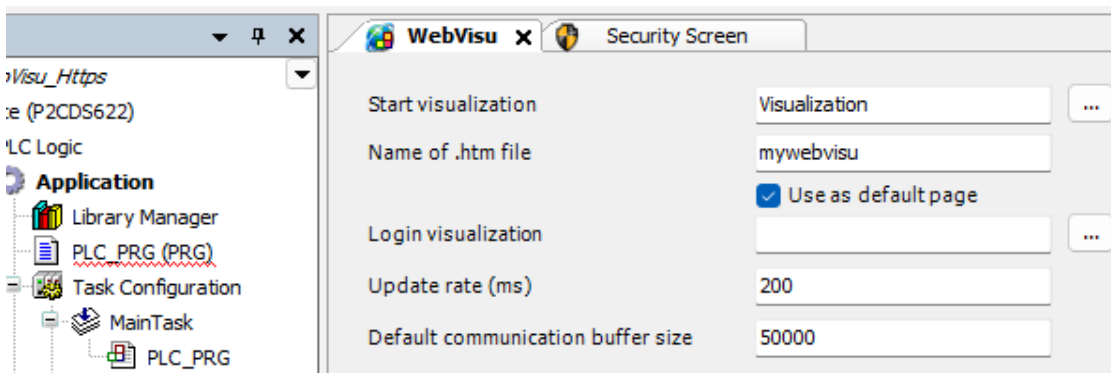 WebVisu
Security Screen
Visu_Https
(P2CDS622)
Logic
Application
Library Manager
PLC_PRG (PRG)
Task Configuration
MainTask
PLC_PRG
Start visualization
Visualization
...
Name of .htm file
mywebvisu
Use as default page
Login visualization
...
Update rate (ms)
200
Default communication buffer size
50000